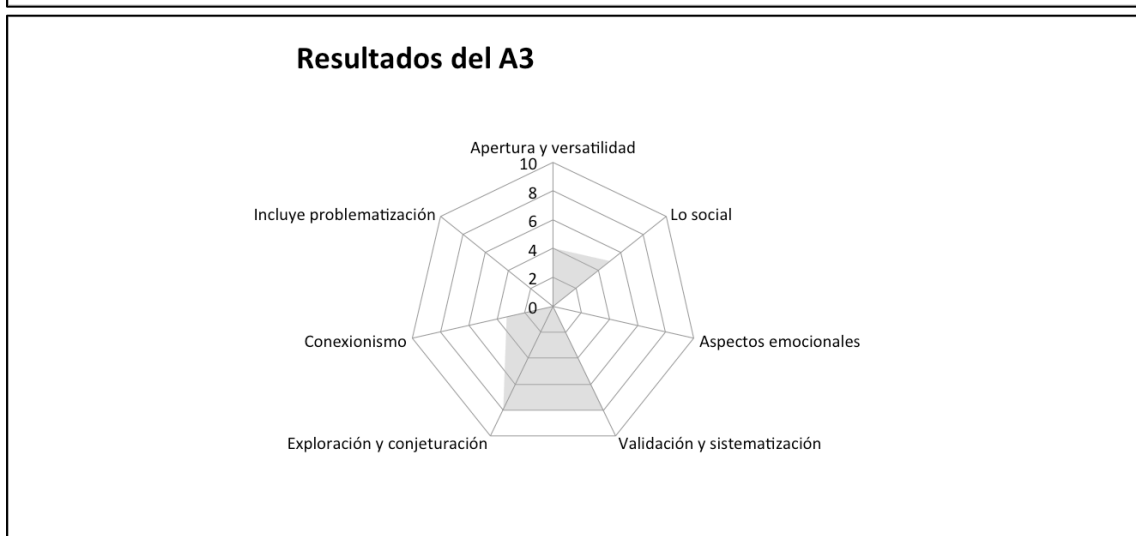 Resultados del A3
Apertura y versatilidad
10
8
6
4
2
0
Lo social
Aspectos emocionales
Validación y sistematización
Exploración y conjeturación
Conexionismo
Incluye problematización